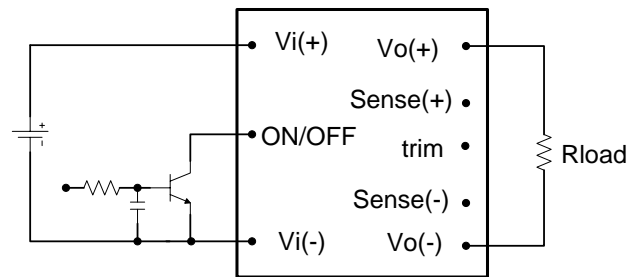 Vi(+)
Vo(+)
Sense(+)
ON/OFF
trim
Rload
Sense(-)
Vi(-)
Vo(-)
+
-